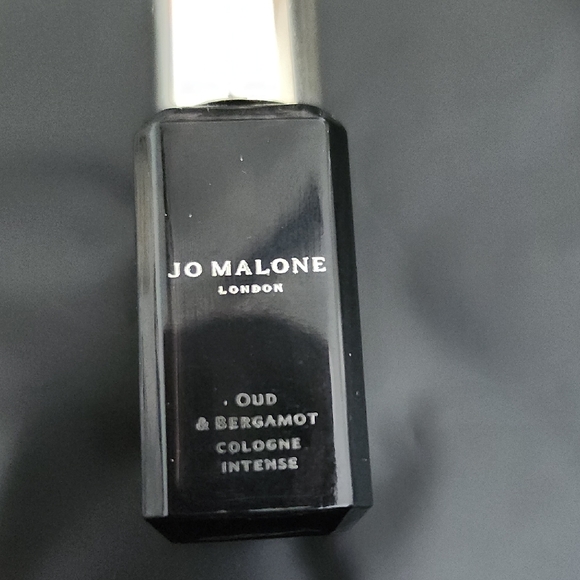 JO MALONE
LONDON
OUD
& BERGAMOT
COLOGNE
INTENSE